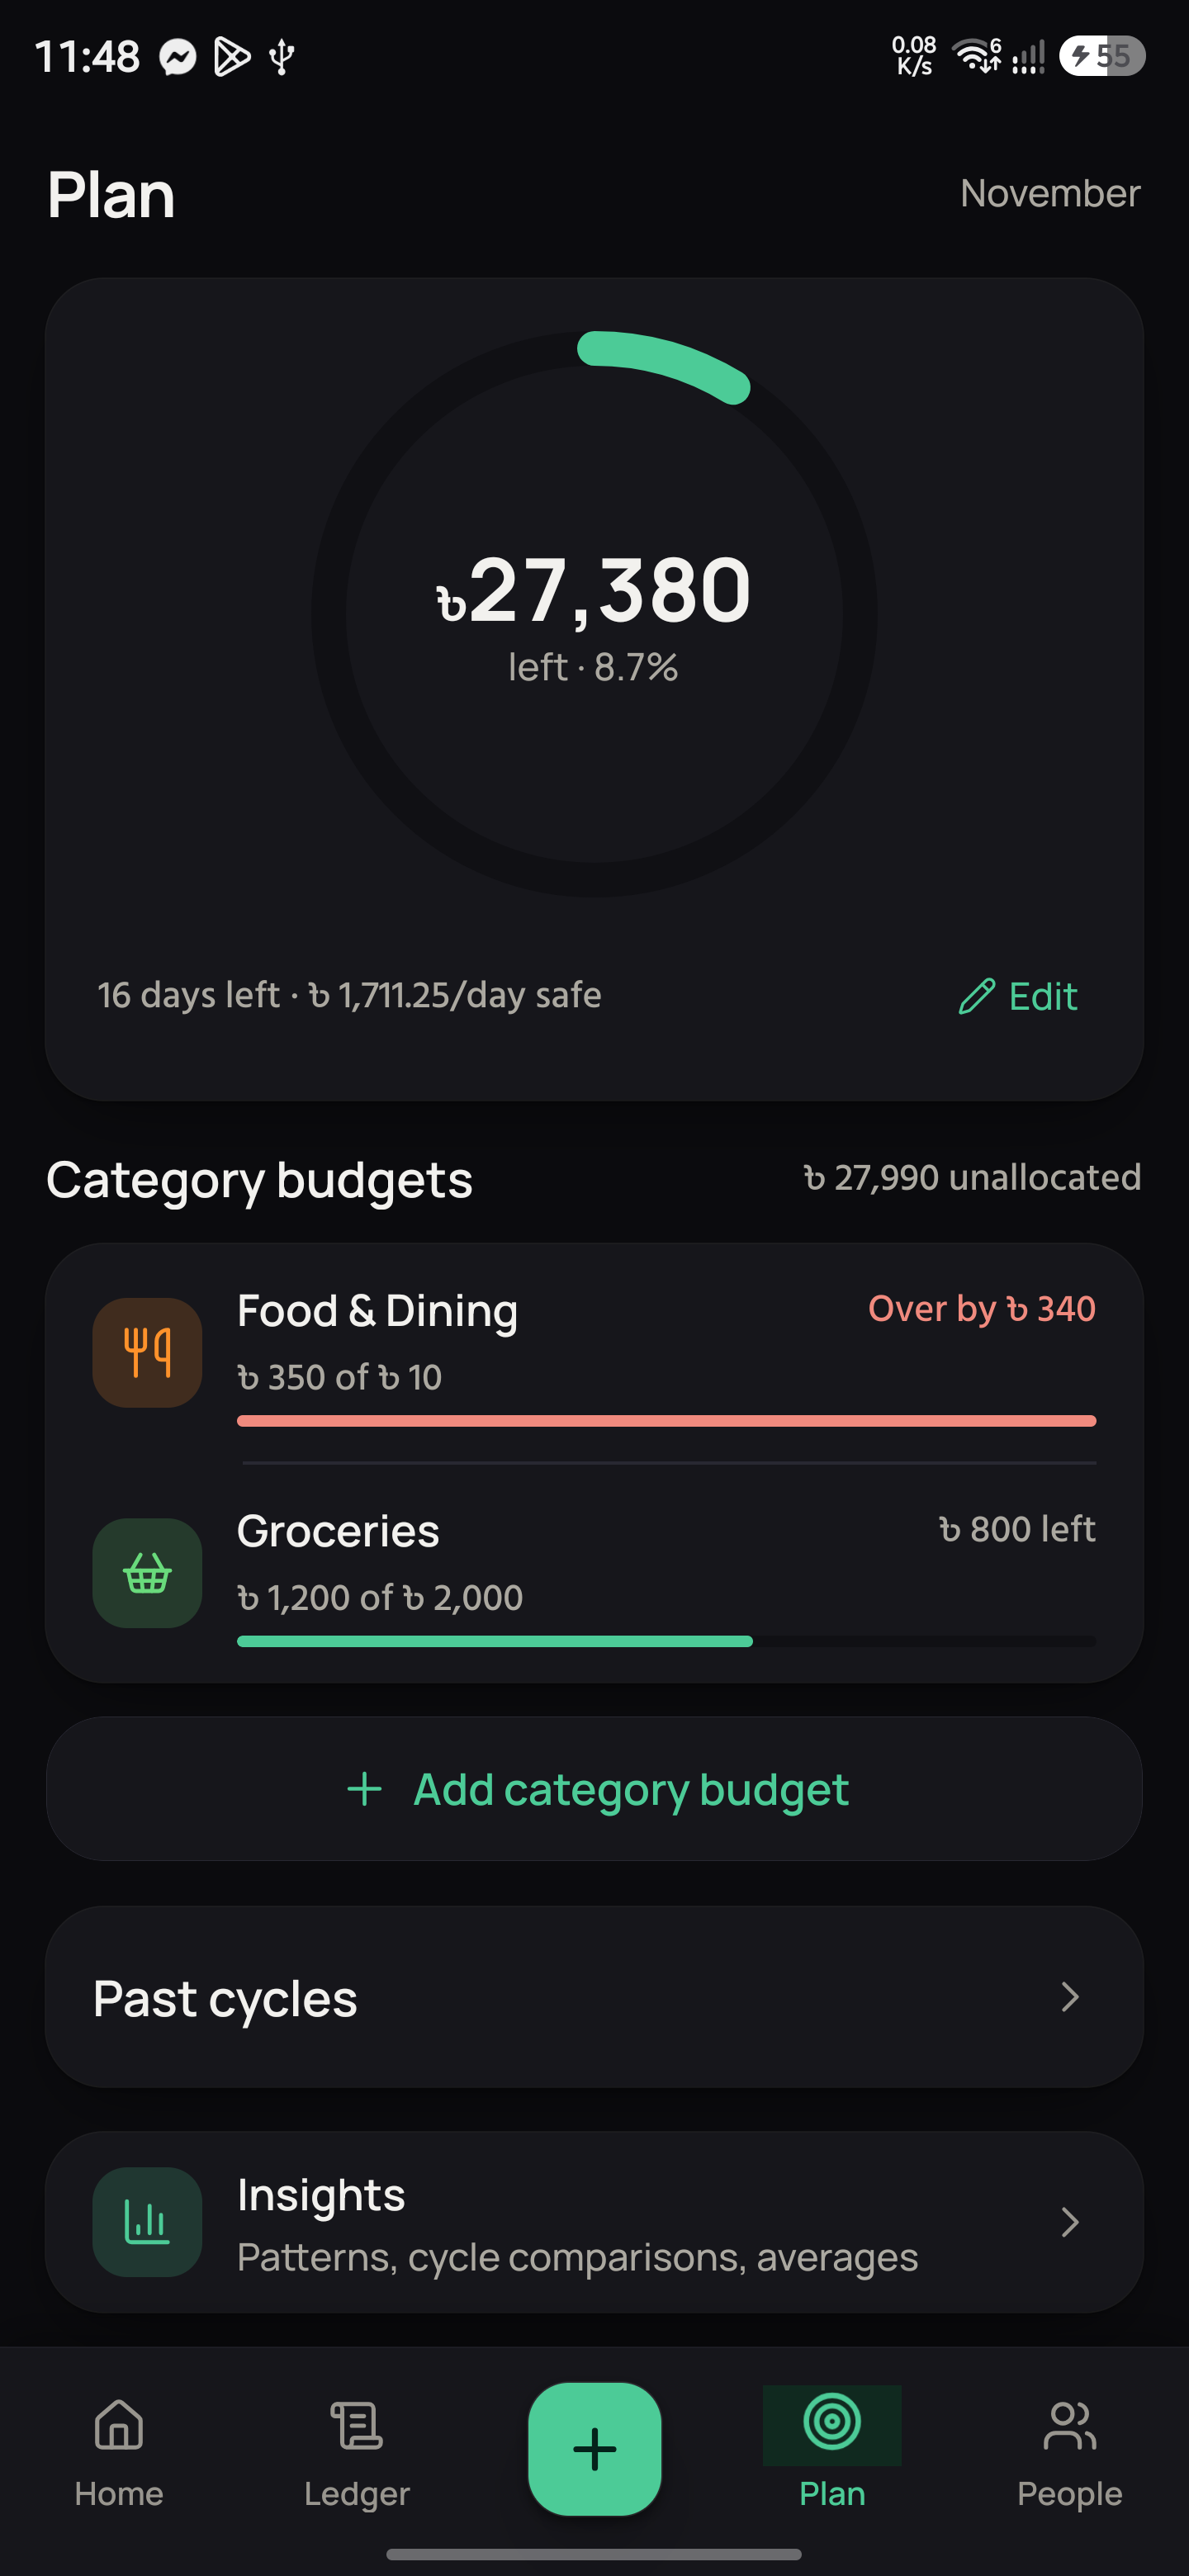 11:48
0.08 K/s
6
55
Plan
November
৳27,380
left · 8.7%
16 days left · ৳ 1,711.25/day safe
Edit
Category budgets
৳ 27,990 unallocated
Food & Dining
Over by ৳ 340
৳ 350 of ৳ 10
Groceries
৳ 800 left
৳ 1,200 of ৳ 2,000
Add category budget
Past cycles
Insights
Patterns, cycle comparisons, averages
Home
Ledger
Plan
People